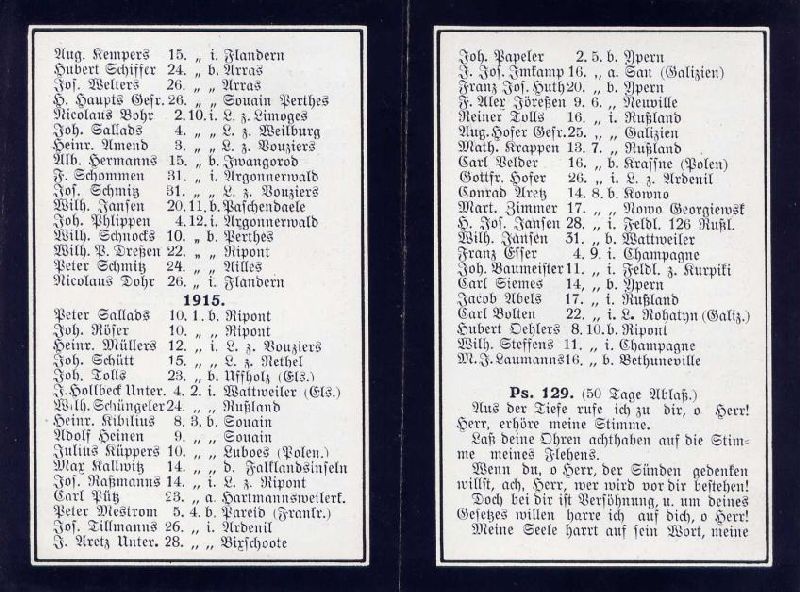 Aug. Kempers 15. „ i. Flandern
Hubert Schiffer 24. „ b. Arras
Jos. Welters 26. „ „ Arras
H. Haupts Gefr. 26. „ „ Souain Perthes
Nicolaus Bohr 2. 10. i. L. z. Limoges
Joh. Sallads 4. „ „ L. z. Weilburg
Heinr. Amend 3. „ „ L. z. Vouziers
Alb. Hermanns 15. „ b. Iwangorod
F. Schommen 31. „ i. Argonnerwald
Jos. Schmitz 31. „ „ L. z. Vouziers
Wilh. Jansen 20. 11. b. Paschendaele
Joh. Phlippen 4. 12. i. Argonnerwald
Wilh. Schnocks 10. „ b. Perthes
Wilh. P. Dreßen 22. „ „ Ripont
Peter Schmitz 24. „ „ Ailles
Nicolaus Dohr 26. „ i. Flandern
1915.
Peter Sallads 10. 1. b. Ripont
Joh. Röser 10. „ „ Ripont
Heinr. Müllers 12. „ i. L. z. Vouziers
Joh. Schütt 15. „ „ L. z. Rethel
Joh. Tolls 23. „ b. Uffholz (Els.)
J. Hollbeck Unter. 4. 2. i. Wattweiler (Els.)
Wilh. Schüngeler 24. „ „ Rußland
Heinr. Kibilius 8. 3. b. Souain
Adolf Heinen 9. „ „ Souain
Julius Küppers 10. „ „ Luboes (Polen.)
Max Kallwitz 14. „ „ d. Falklandsinseln
Jos. Raßmanns 14. „ i. L. z. Ripont
Carl Pütz 23. „ a. Hartmannsweilerk.
Peter Mestrom 5. 4. b. Pareid (Frankr.)
Jos. Tillmanns 26. „ i. Ardenil
J. Aretz Unter. 28. „ „ Bixschoote
Joh. Papeler 2. 5. b. Ypern
J. Jos. Imkamp 16. „ a. San (Galizien)
Franz Jos. Huth 20. „ b. Ypern
F. Alex Jöreßen 9. 6. „ Neuville
Reiner Tolls 16. „ i. Rußland
Aug. Hofer Gefr. 25. „ „ Galizien
Math. Krappen 13. 7. „ Rußland
Carl Velder 16. „ b. Krassne (Polen)
Gottfr. Hofer 26. „ i. L. z. Ardenil
Conrad Aretz 14. 8. b. Kowno
Mart. Zimmer 17. „ „ Nowo Georgiewsk
H. Jos. Jansen 28. „ i. Feldl. 126 Rußl.
Wilh. Jansen 31. „ b. Wattweiler
Franz Esser 4. 9. i. Champagne
Joh. Baumeister 11. „ i. Feldl. z. Kurpiki
Carl Siemes 14, „ b. Ypern
Jacob Abels 17. „ i. Rußland
Carl Bolten 22, „ i. L. Rohatyn (Galiz.)
Hubert Oehlers 8. 10. b. Ripont
Wilh. Steffens 11. „ i. Champagne
M. J. Laumanns 16. „ b. Bethuneville
Ps. 129. (50 Tage Ablaß.)
Aus der Tiefe rufe ich zu dir, o Herr!
Herr, erhöre meine Stimme.
Laß deine Ohren achthaben auf die Stim-
me meines Flehens.
Wenn du, o Herr, der Sünden gedenken
willst, ach, Herr, wer wird vor dir bestehen!
Doch bei dir ist Versöhnung, u. um deines
Gesetzes willen harre ich auf dich, o Herr!
Meine Seele harrt auf sein Wort, meine